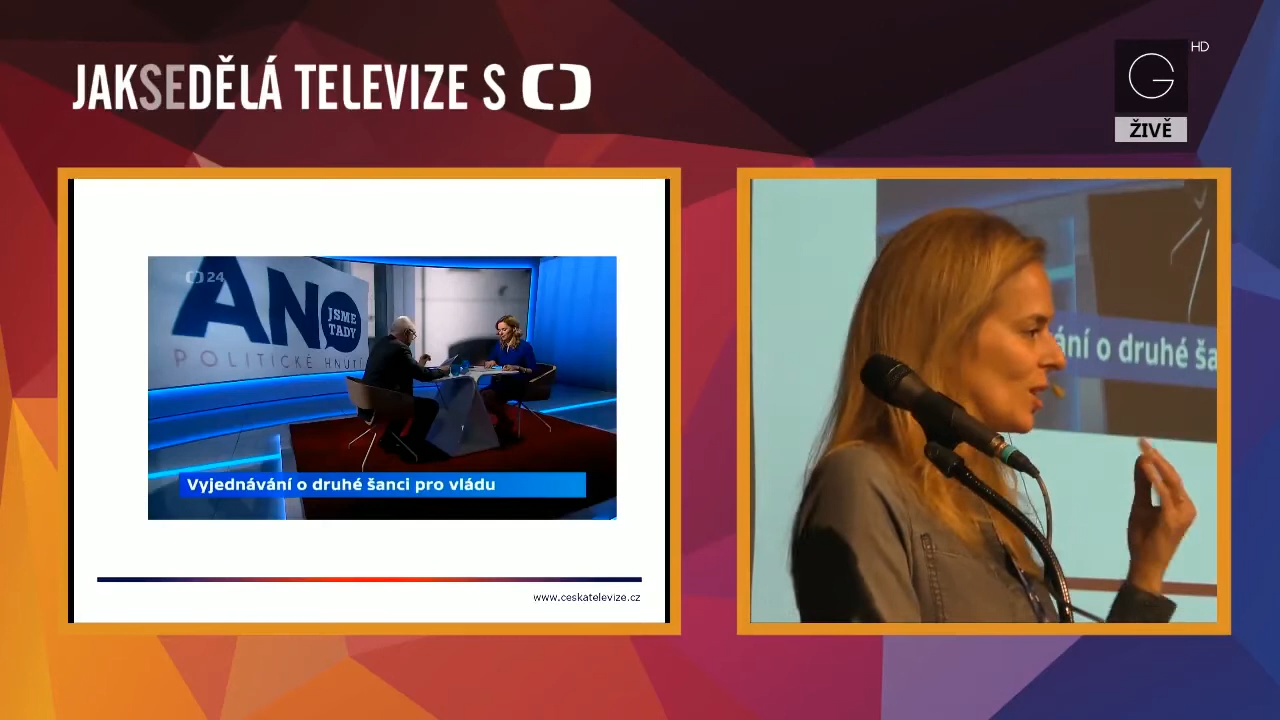 JAKSEDĚLÁ TELEVIZE S
HD
G
ŽIVĚ
24
ANO
JSME
TADY
POLITICKÉ HNUTÍ
Vyjednávání o druhé šanci pro vládu
www.ceskatelevize.cz
ání o druhé ša